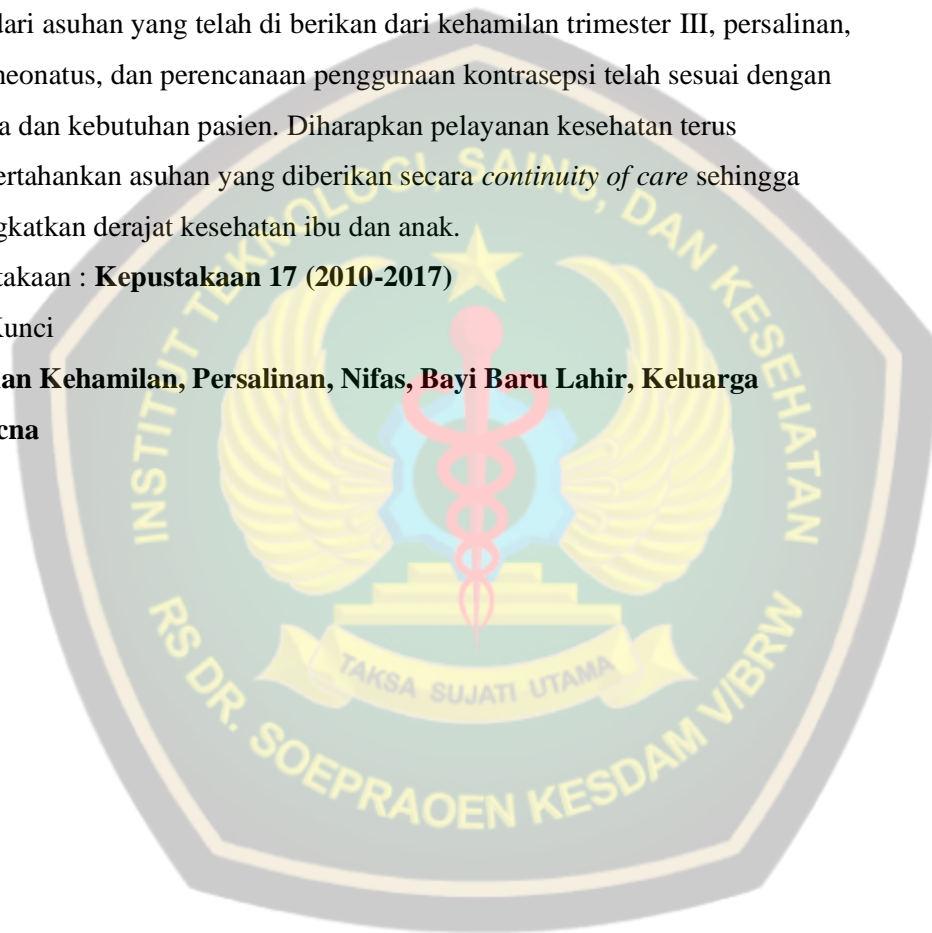 dari asuhan yang telah di berikan dari kehamilan trimester III, persalinan,
neonatus, dan perencanaan penggunaan kontrasepsi telah sesuai dengan
a dan kebutuhan pasien. Diharapkan pelayanan kesehatan terus
ertahankan asuhan yang diberikan secara continuity of care sehingga
gkatkan derajat kesehatan ibu dan anak.
takaan : Kepustakaan 17 (2010-2017)
Kunci
an Kehamilan, Persalinan, Nifas, Bayi Baru Lahir, Keluarga
cna
INSTITUT TEKNOLOGI, SAINS, DAN KESEHATAN
TAKSA SUJATI UTAMA
RS DR. SOEPRAOEN KESDAM V/BRW